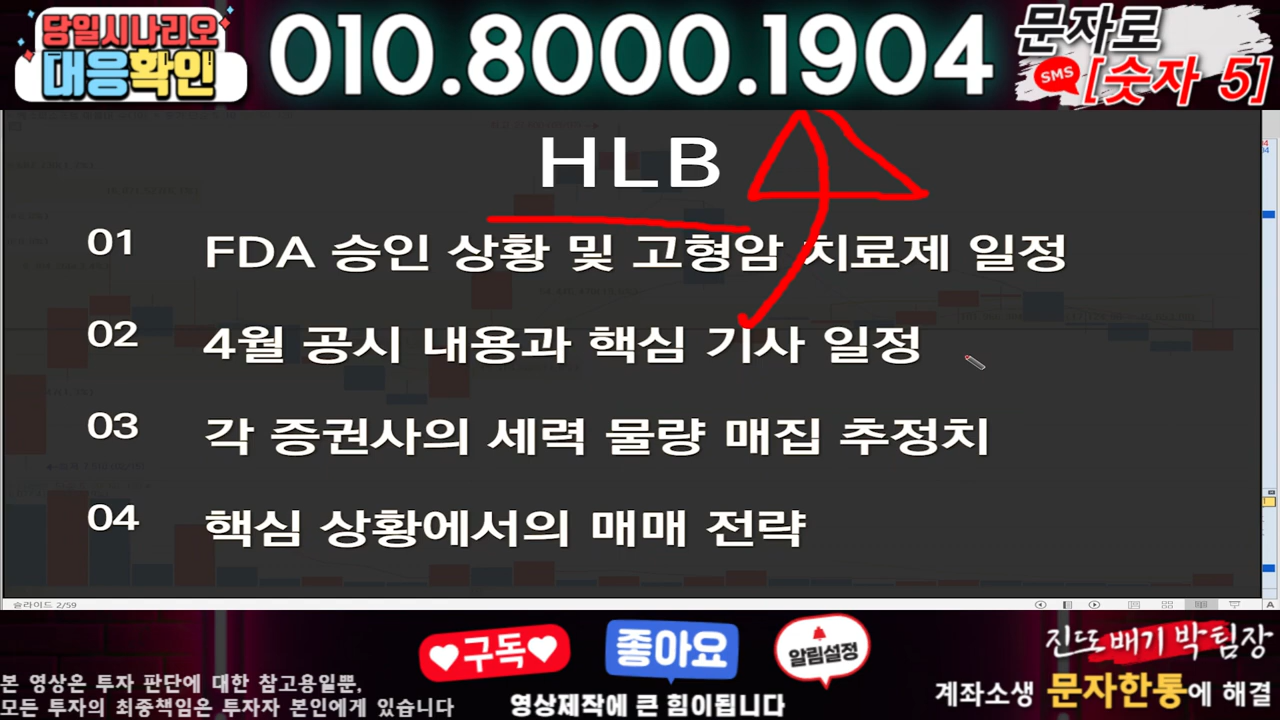 당일시나리오
대응확인
010.8000.1904
문자로
SMS [숫자 5]
HLB
01 FDA 승인 상황 및 고형암 치료제 일정
02 4월 공시 내용과 핵심 기사 일정
03 각 증권사의 세력 물량 매집 추정치
04 핵심 상황에서의 매매 전략
슬라이드 2/59
구독
좋아요
알림설정
진또배기 박팀장
본 영상은 투자 판단에 대한 참고용일뿐,
모든 투자의 최종책임은 투자자 본인에게 있습니다
영상제작에 큰 힘이됩니다
계좌소생 문자한통에 해결